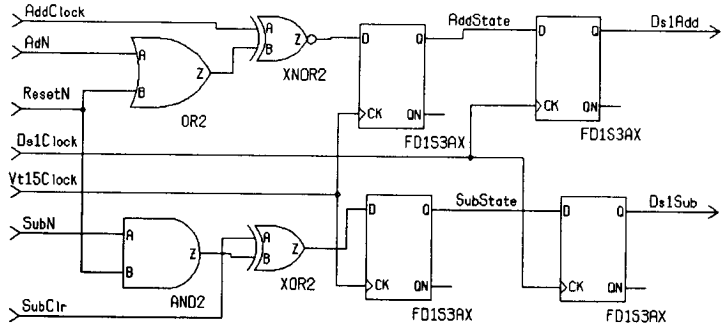 AddClock
AddState
Ds1Add
A
B
Z
XNOR2
D
Q
D
Q
AdN
A
B
Z
OR2
ResetN
CK
QN
CK
QN
FD1S3AX
FD1S3AX
Ds1Clock
Vt15Clock
SubState
Ds1Sub
SubN
A
B
Z
AND2
A
B
Z
XOR2
D
Q
D
Q
CK
QN
CK
QN
SubClr
FD1S3AX
FD1S3AX